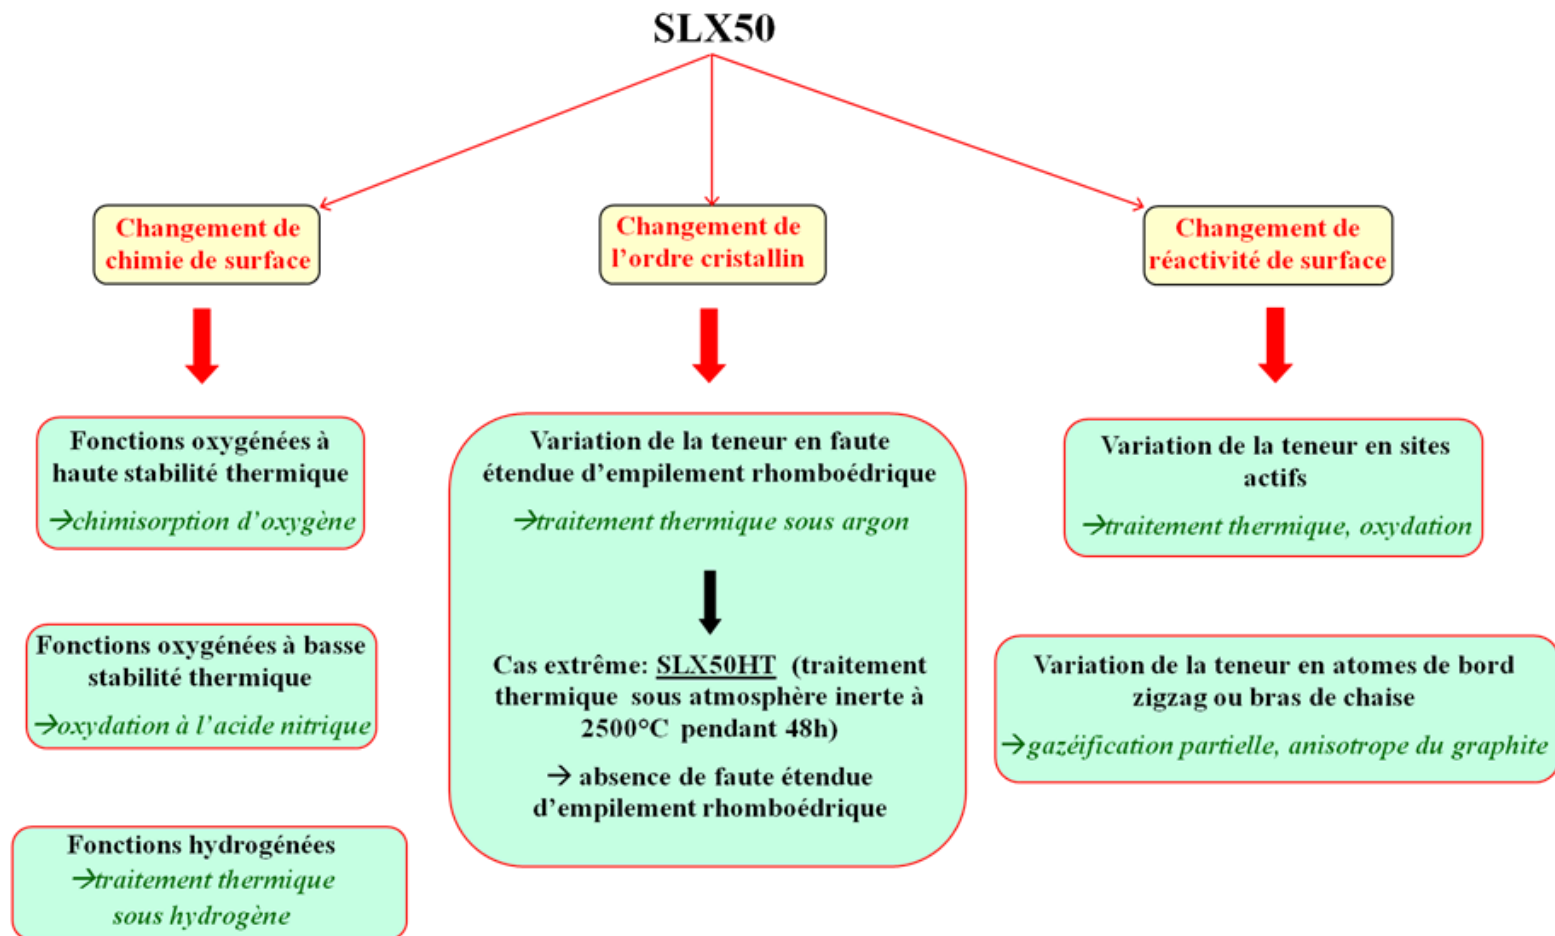 SLX50
Changement de
chimie de surface
Changement de
l'ordre cristallin
Changement de
réactivité de surface
Fonctions oxygénées à
haute stabilité thermique
→chimisorption d'oxygène
Fonctions oxygénées à basse
stabilité thermique
→oxydation à l'acide nitrique
Fonctions hydrogénées
→traitement thermique
sous hydrogène
Variation de la teneur en faute
étendue d'empilement rhomboédrique
→traitement thermique sous argon
Cas extrême: SLX50HT (traitement
thermique sous atmosphère inerte à
2500°C pendant 48h)
→ absence de faute étendue
d'empilement rhomboédrique
Variation de la teneur en sites
actifs
→traitement thermique, oxydation
Variation de la teneur en atomes de bord
zigzag ou bras de chaise
→gazéification partielle, anisotrope du graphite